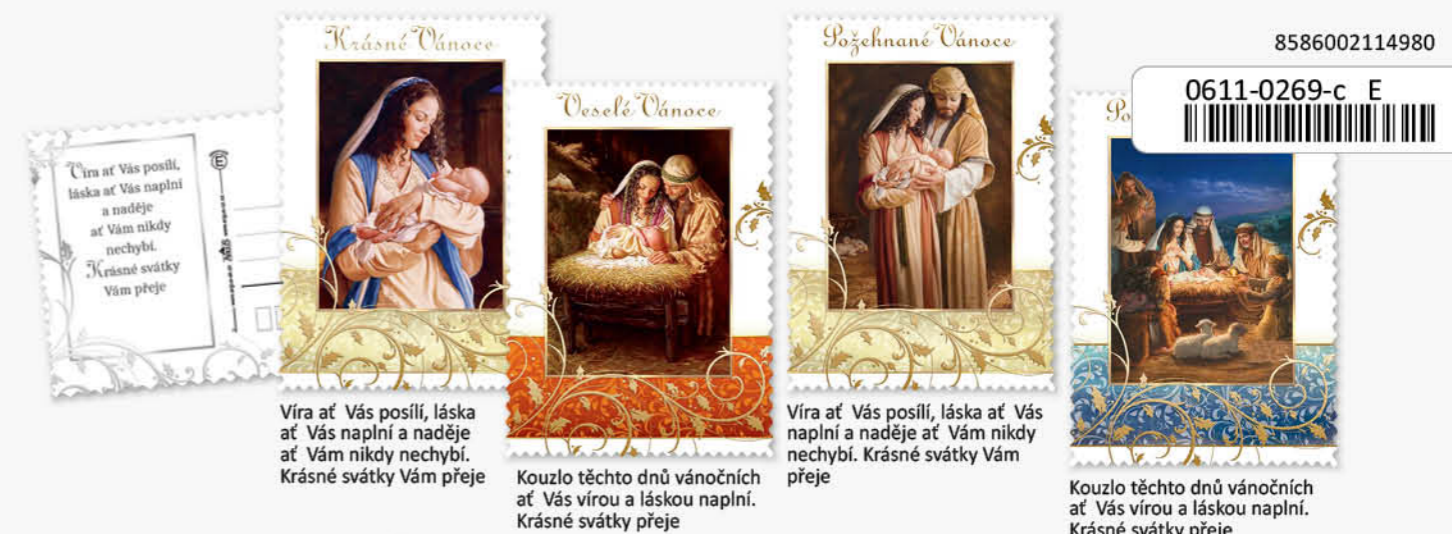 Krásné Vánoce
Veselé Vánoce
Požehnané Vánoce
8586002114980
0611-0269-c E
Víra ať Vás posílí,
láska ať Vás naplní
a naděje
ať Vám nikdy
nechybí.
Krásné svátky
Vám přeje
E
Víra ať Vás posílí, láska
ať Vás naplní a naděje
ať Vám nikdy nechybí.
Krásné svátky Vám přeje
Kouzlo těchto dnů vánočních
ať Vás vírou a láskou naplní.
Krásné svátky přeje
Víra ať Vás posílí, láska ať Vás
naplní a naděje ať Vám nikdy
nechybí. Krásné svátky Vám
přeje
Kouzlo těchto dnů vánočních
ať Vás vírou a láskou naplní.
Krásné svátky přeje